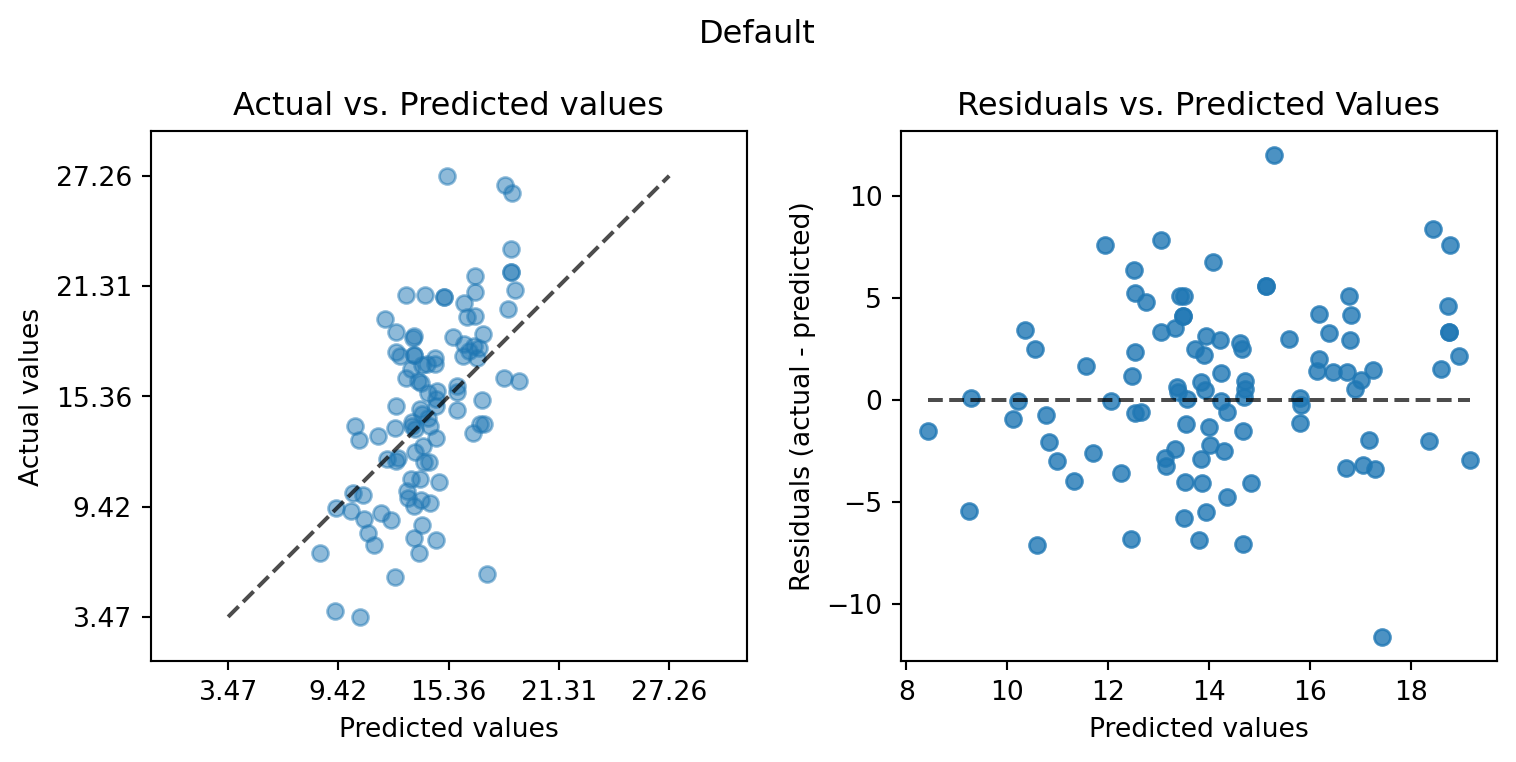 Default
Actual vs. Predicted values
Actual values
27.26
21.31
15.36
9.42
3.47
3.47 9.42 15.36 21.31 27.26
Predicted values
Residuals vs. Predicted Values
Residuals (actual - predicted)
10
5
0
−5
−10
8 10 12 14 16 18
Predicted values